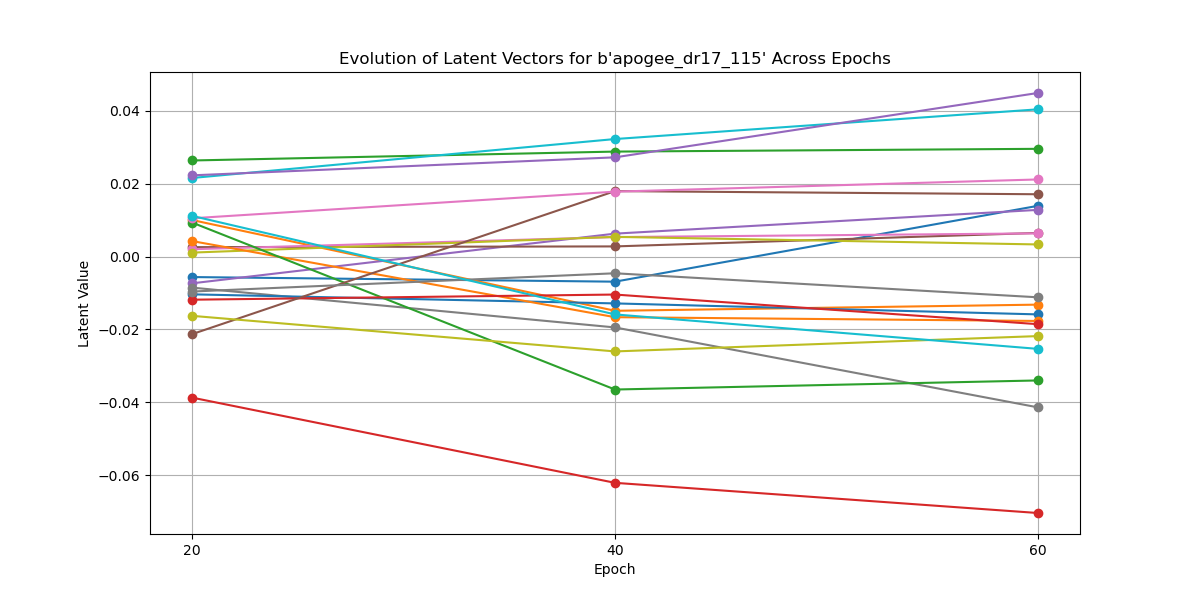 Evolution of Latent Vectors for b'apogee_dr17_115' Across Epochs
Latent Value
0.04
0.02
0.00
−0.02
−0.04
−0.06
20 40 60
Epoch